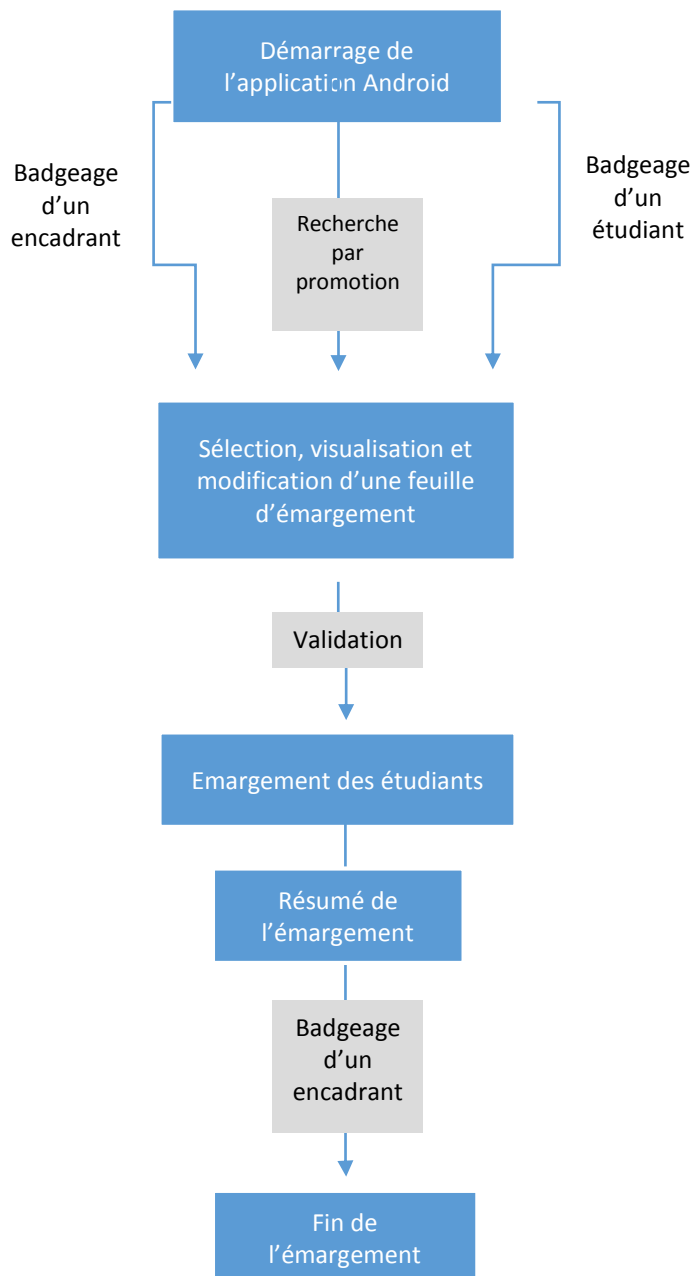 Démarrage de
l’application Android
Badgeage
d’un
encadrant
Recherche
par
promotion
Badgeage
d’un
étudiant
Sélection, visualisation et
modification d’une feuille
d’émargement
Validation
Emargement des étudiants
Résumé de
l’émargement
Badgeage
d’un
encadrant
Fin de
l’émargement